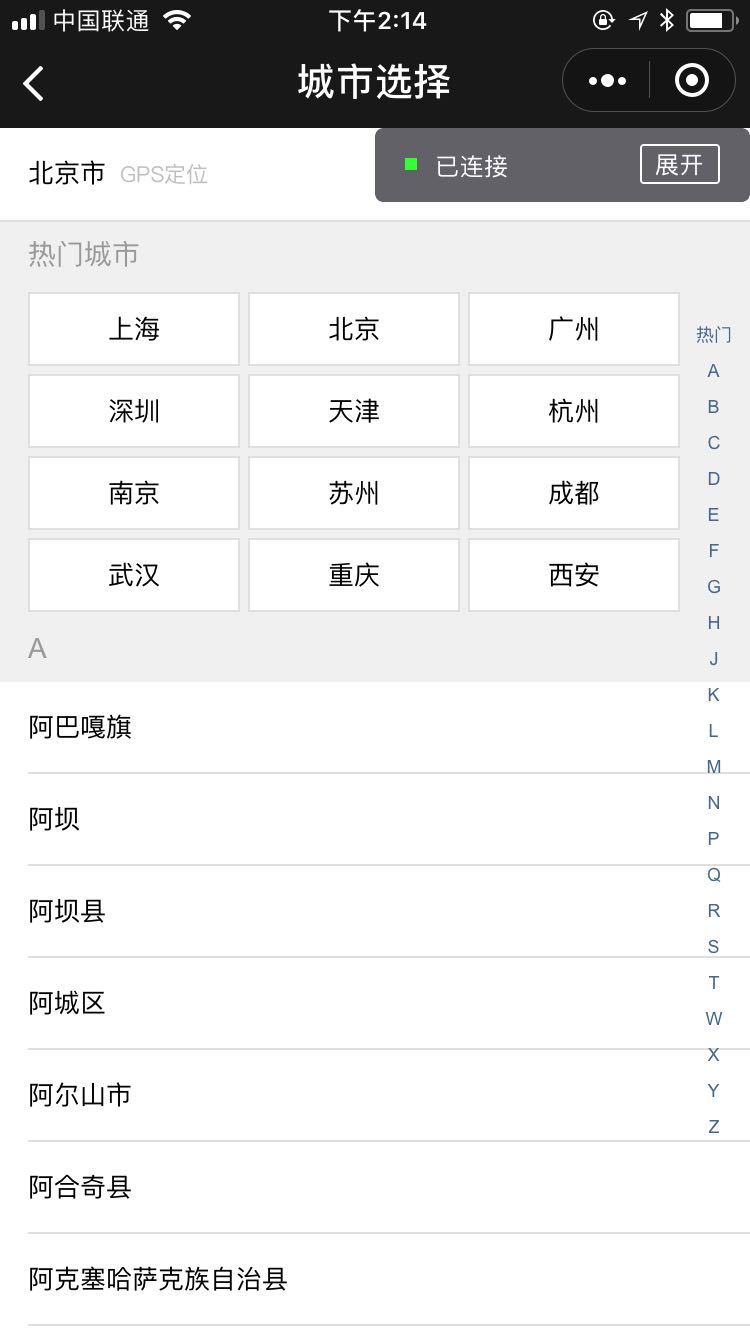 中国联通 下午2:14
城市选择
北京市 GPS定位 已连接 展开
热门城市
上海 北京 广州
深圳 天津 杭州
南京 苏州 成都
武汉 重庆 西安
A
阿巴嘎旗
阿坝
阿坝县
阿城区
阿尔山市
阿合奇县
阿克塞哈萨克族自治县
热门
A
B
C
D
E
F
G
H
J
K
L
M
N
P
Q
R
S
T
W
X
Y
Z